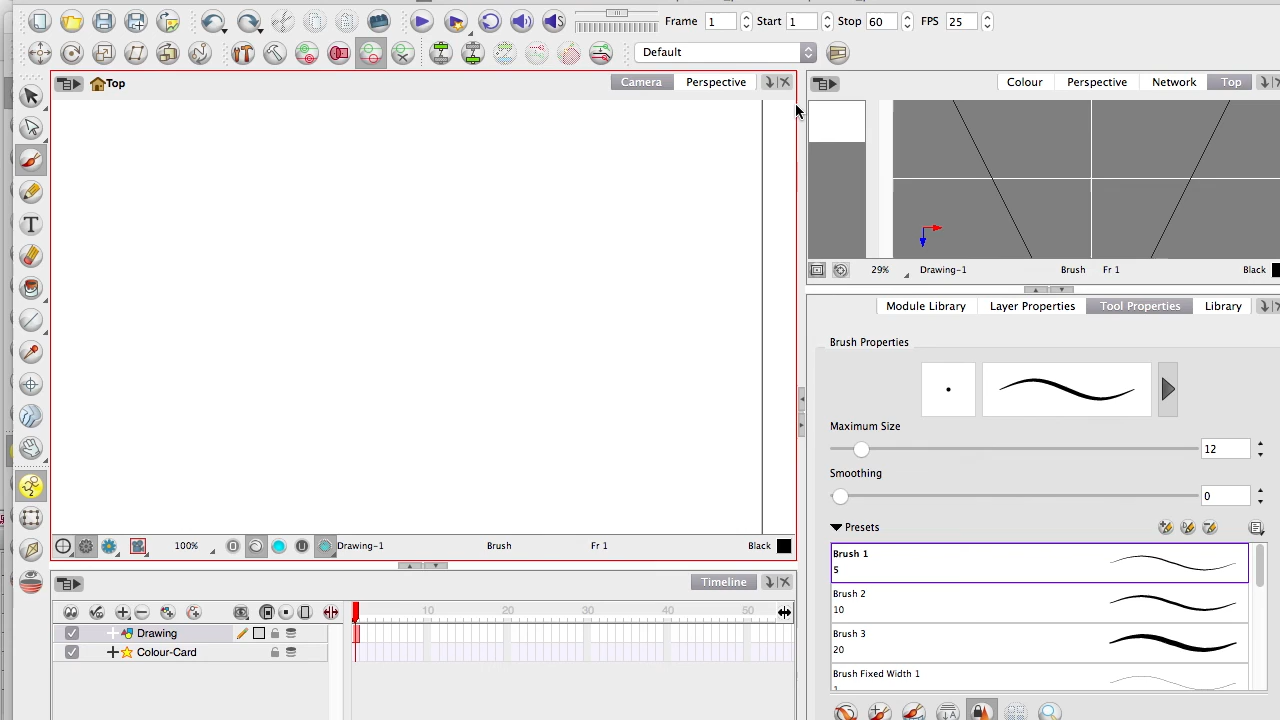 Frame 1 Start 1 Stop 60 FPS 25
Default
Top Camera Perspective
Colour Perspective Network Top
29% Drawing-1 Brush Fr 1 Black
Module Library Layer Properties Tool Properties Library
Brush Properties
Maximum Size
12
Smoothing
0
Presets
Brush 1
5
Brush 2
10
Brush 3
20
Brush Fixed Width 1
1
100% Drawing-1 Brush Fr 1 Black
Timeline
10 20 30 40 50
Drawing
Colour-Card